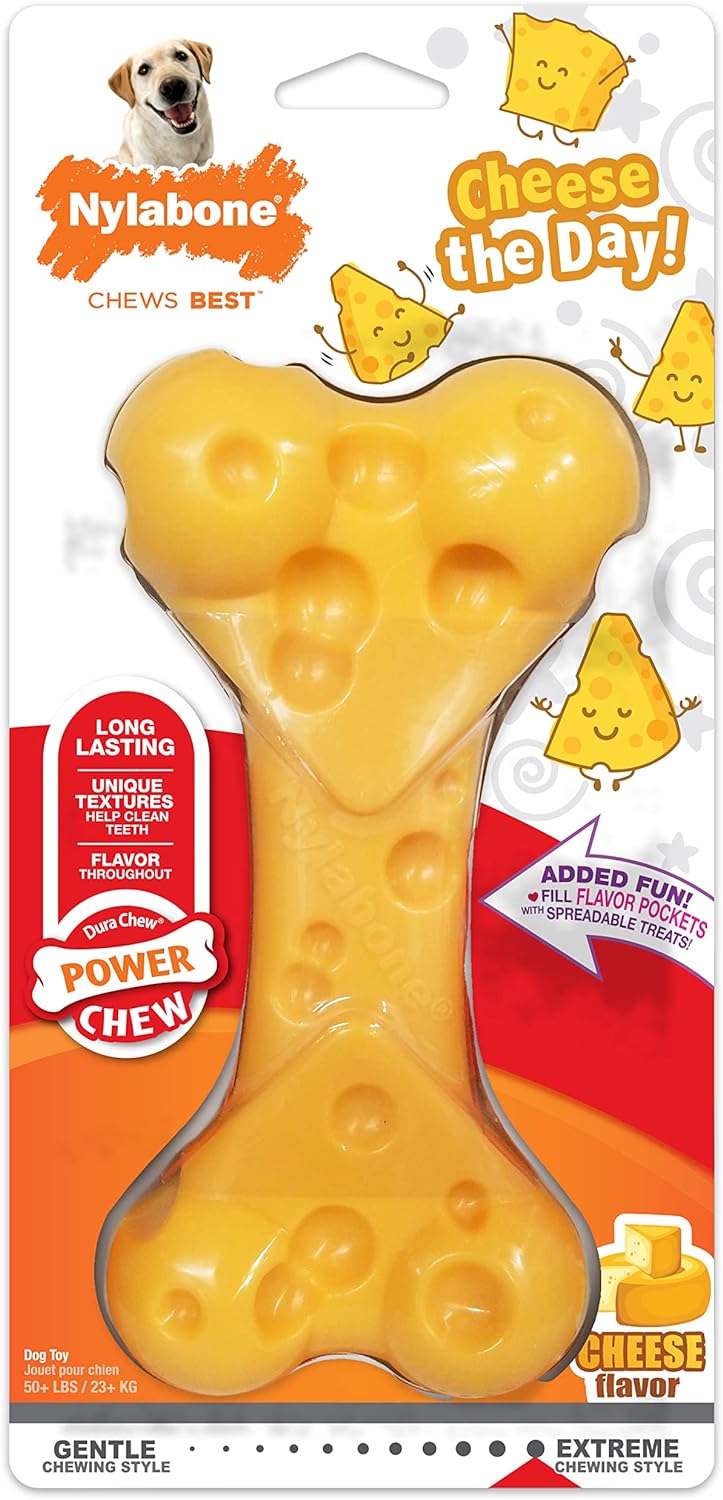 Nylabone®
CHEWS BEST™
Cheese
the Day!
LONG
LASTING
UNIQUE
TEXTURES
HELP CLEAN
TEETH
FLAVOR
THROUGHOUT
Dura Chew®
POWER
CHEW
ADDED FUN!
FILL FLAVOR POCKETS
WITH SPREADABLE TREATS!
Nylabone®
CHEESE
flavor
Dog Toy
Jouet pour chien
50+ LBS / 23+ KG
GENTLE
CHEWING STYLE
EXTREME
CHEWING STYLE